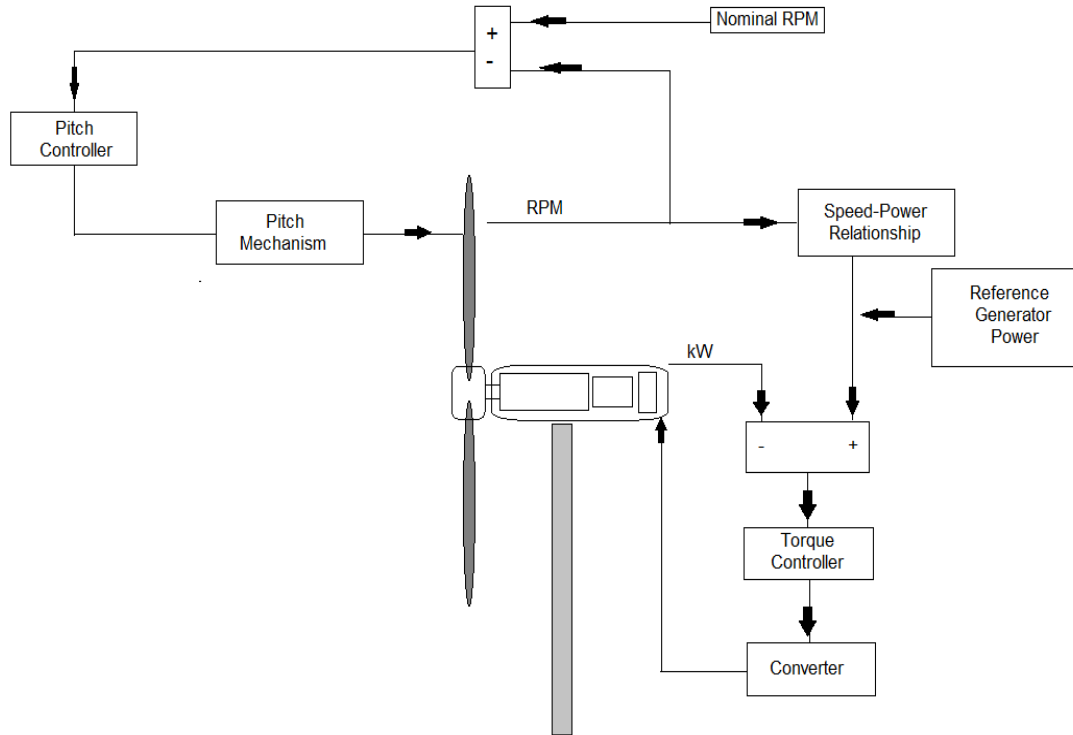 Nominal RPM
+
-
Pitch
Controller
Pitch
Mechanism
RPM
Speed-Power
Relationship
Reference
Generator
Power
kW
- +
Torque
Controller
Converter